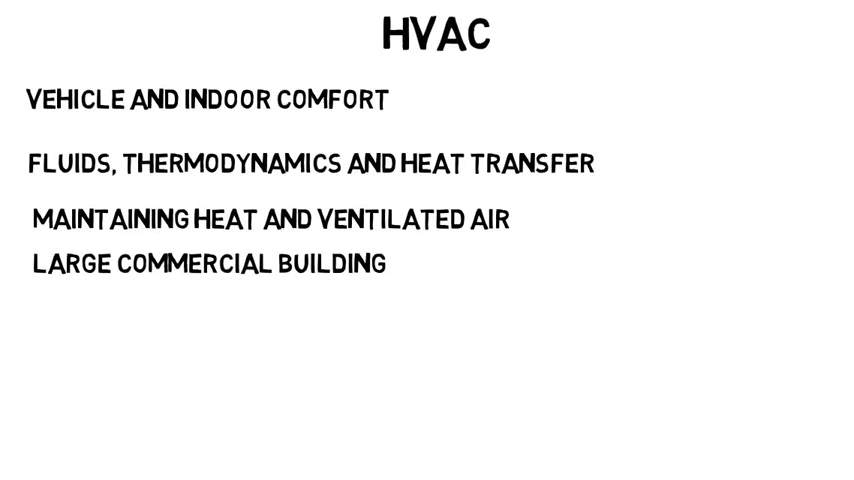 HVAC
VEHICLE AND INDOOR COMFORT
FLUIDS, THERMODYNAMICS AND HEAT TRANSFER
MAINTAINING HEAT AND VENTILATED AIR
LARGE COMMERCIAL BUILDING